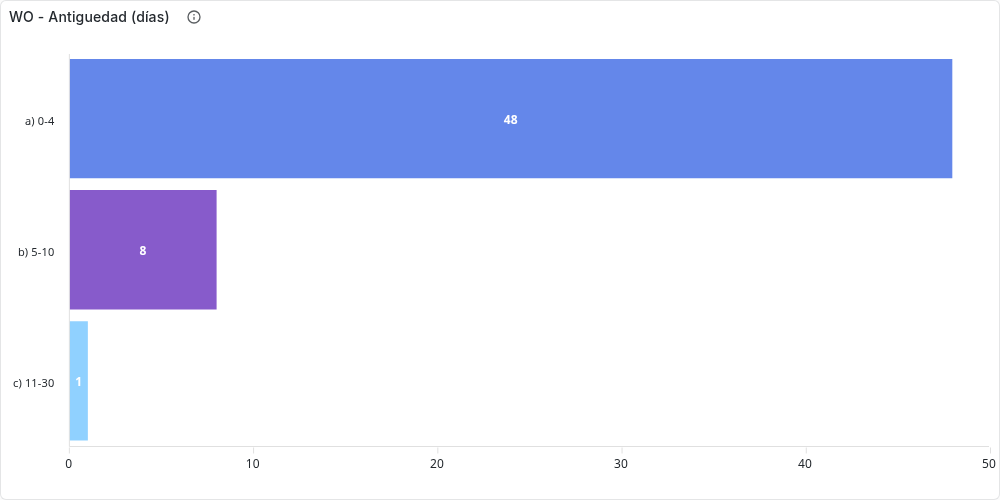 WO - Antiguedad (días)
a) 0-4
48
b) 5-10
8
c) 11-30
1
0 10 20 30 40 50